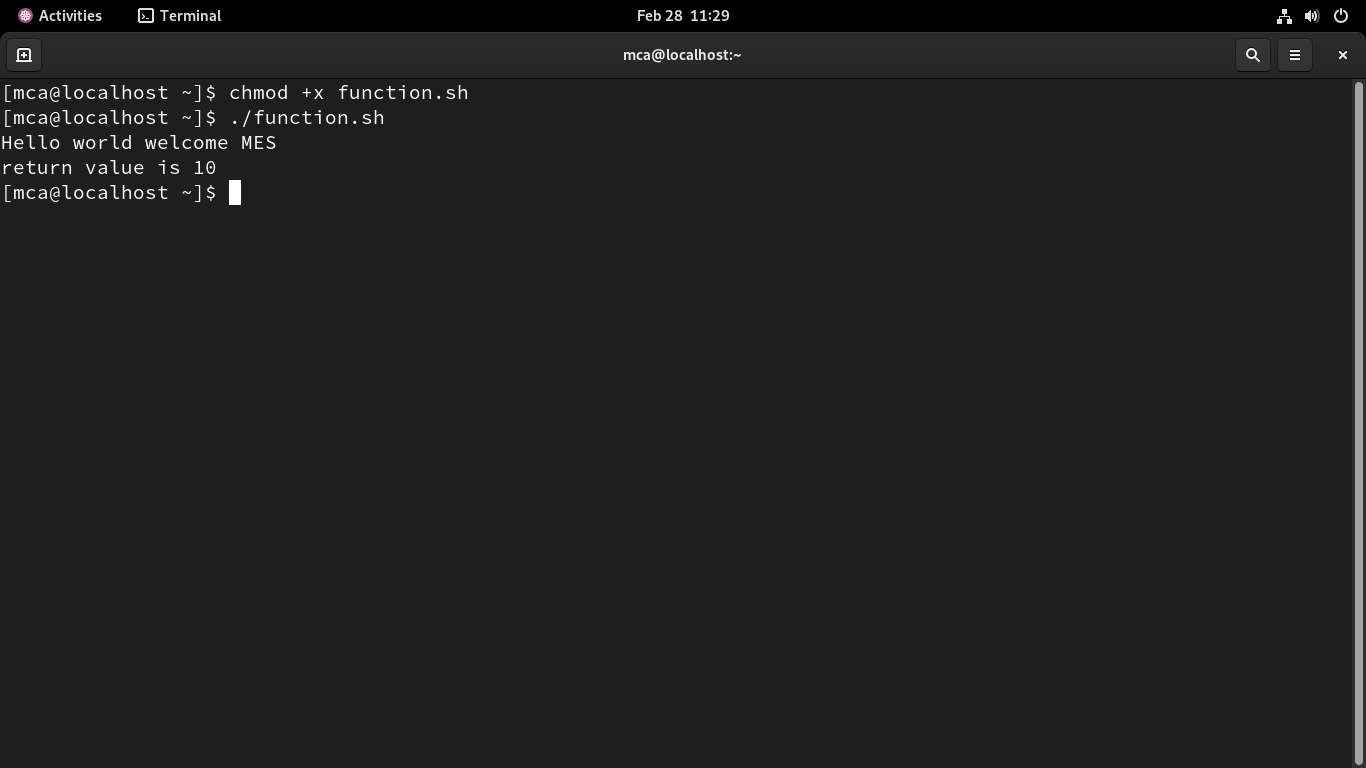 Activities Terminal Feb 28 11:29
mca@localhost:~
[mca@localhost ~]$ chmod +x function.sh
[mca@localhost ~]$ ./function.sh
Hello world welcome MES
return value is 10
[mca@localhost ~]$